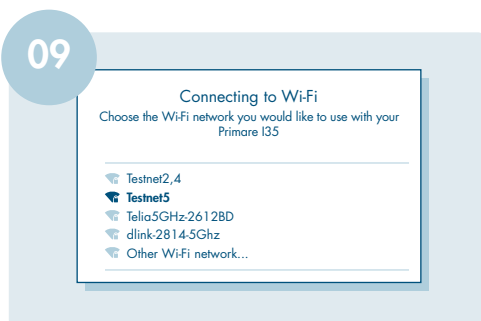 09
Connecting to Wi-Fi
Choose the Wi-Fi network you would like to use with your
Primare I35
Testnet2,4
Testnet5
Telia5GHz-2612BD
dlink-2814-5Ghz
Other Wi-Fi network...